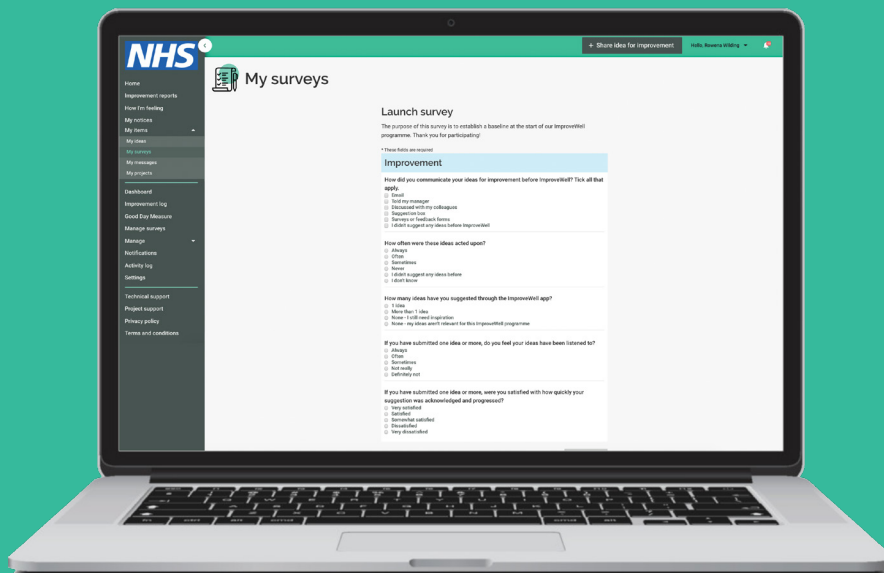 NHS
+ Share idea for improvement
Hello, Rowena Wilding
Home
Improvement reports
How I'm feeling
My notices
My items
My ideas
My surveys
My messages
My projects
Dashboard
Improvement log
Good Day Measure
Manage surveys
Manage
Notifications
Activity log
Settings
Technical support
Project support
Privacy policy
Terms and conditions
My surveys
Launch survey
The purpose of this survey is to establish a baseline at the start of our ImproveWell
programme. Thank you for participating!
* These fields are required
Improvement
How did you communicate your ideas for improvement before ImproveWell? Tick all that
apply.
Email
Told my manager
Discussed with my colleagues
Suggestion box
Surveys or feedback forms
I didn't suggest any ideas before ImproveWell
How often were these ideas acted upon?
Always
Often
Sometimes
Never
I didn't suggest any ideas before
I don't know
How many ideas have you suggested through the ImproveWell app?
1 idea
More than 1 idea
None - I still need inspiration
None - my ideas aren't relevant for this ImproveWell programme
If you have submitted one idea or more, do you feel your ideas have been listened to?
Always
Often
Sometimes
Not really
Definitely not
If you have submitted one idea or more, were you satisfied with how quickly your
suggestion was acknowledged and progressed?
Very satisfied
Satisfied
Somewhat satisfied
Dissatisfied
Very dissatisfied